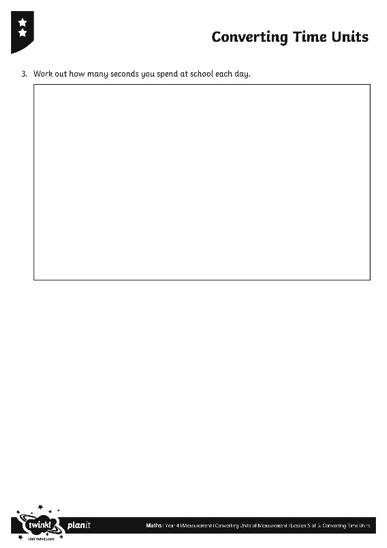 Converting Time Units
3. Work out how many seconds you spend at school each day.
twinkl planit
visit twinkl.com
Maths | Year 4 | Measurement | Converting Units of Measurement | Lesson 5 of 5: Converting Time Units